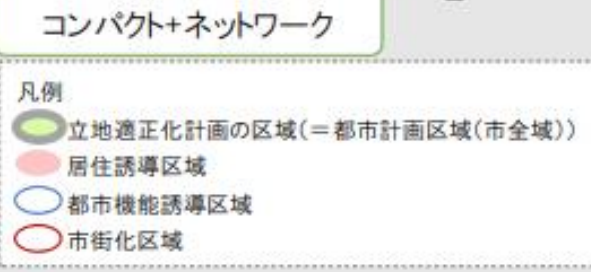 コンパクト+ネットワーク
凡例
立地適正化計画の区域(=都市計画区域(市全域))
居住誘導区域
都市機能誘導区域
市街化区域